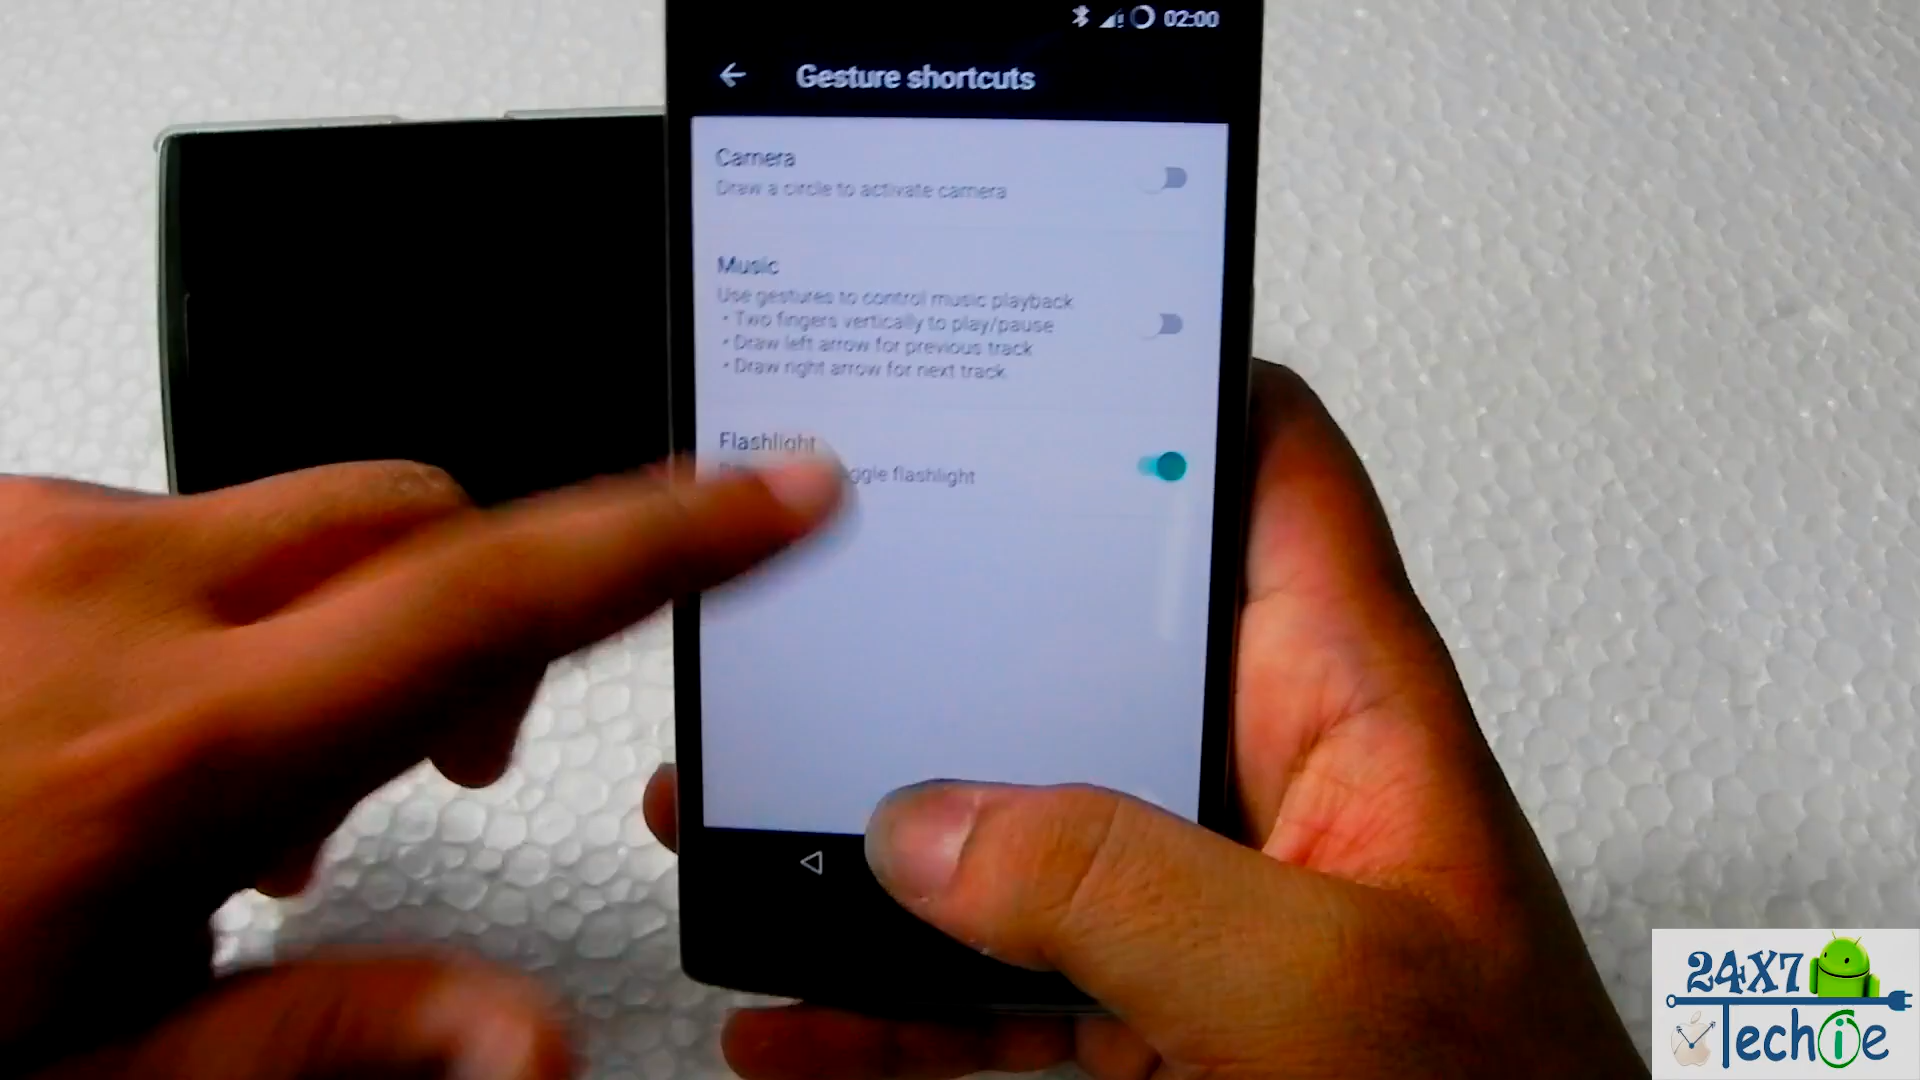 02:00
Gesture shortcuts
Camera
Draw a circle to activate camera
Music
Use gestures to control music playback
• Two fingers vertically to play/pause
• Draw left arrow for previous track
• Draw right arrow for next track
Flashlight
flashlight
24X7
Techie